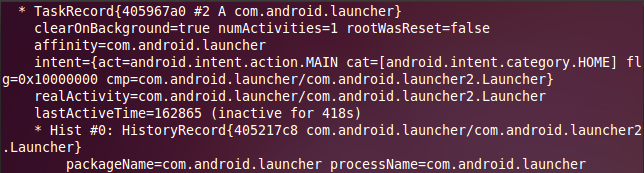 * TaskRecord{405967a0 #2 A com.android.launcher}
clearOnBackground=true numActivities=1 rootWasReset=false
affinity=com.android.launcher
intent={act=android.intent.action.MAIN cat=[android.intent.category.HOME] fl
g=0x10000000 cmp=com.android.launcher/com.android.launcher2.Launcher}
realActivity=com.android.launcher/com.android.launcher2.Launcher
lastActiveTime=162865 (inactive for 418s)
* Hist #0: HistoryRecord{405217c8 com.android.launcher/com.android.launcher2
.Launcher}
packageName=com.android.launcher processName=com.android.launcher